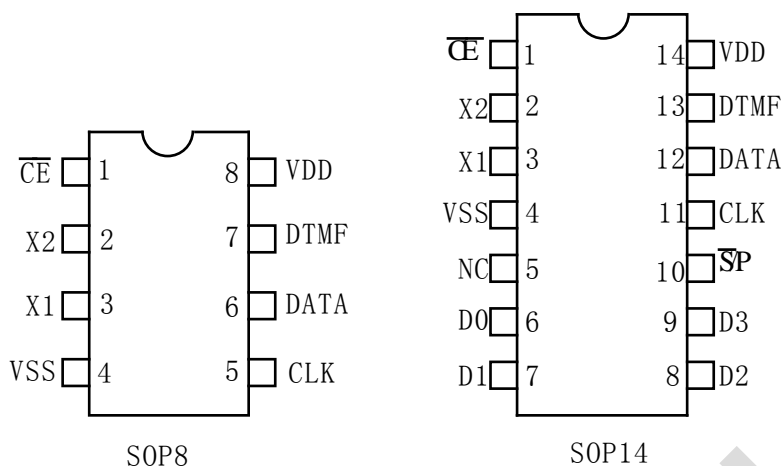 C̅E̅ 1 8 VDD
X2 2 7 DTMF
X1 3 6 DATA
VSS 4 5 CLK
SOP8
C̅E̅ 1 14 VDD
X2 2 13 DTMF
X1 3 12 DATA
VSS 4 11 CLK
NC 5 10 S̅/P
D0 6 9 D3
D1 7 8 D2
SOP14